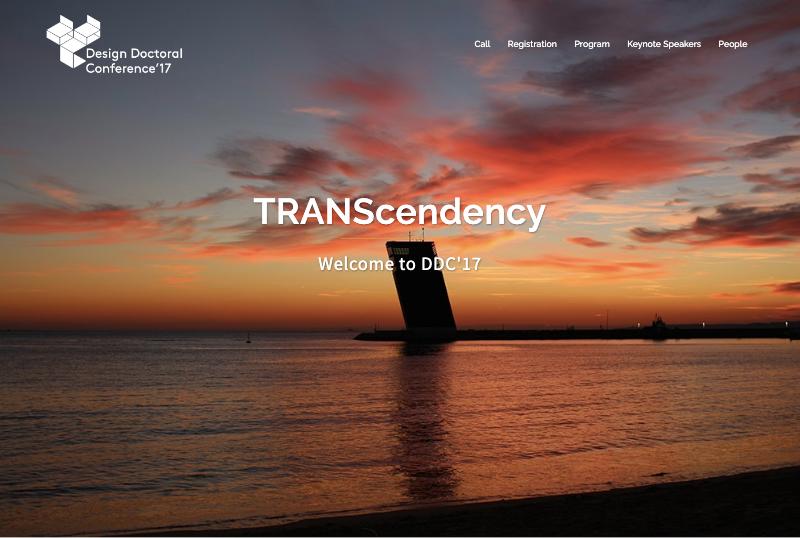 Design Doctoral
Conference'17
Call
Registration
Program
Keynote Speakers
People
TRANScendency
Welcome to DDC'17